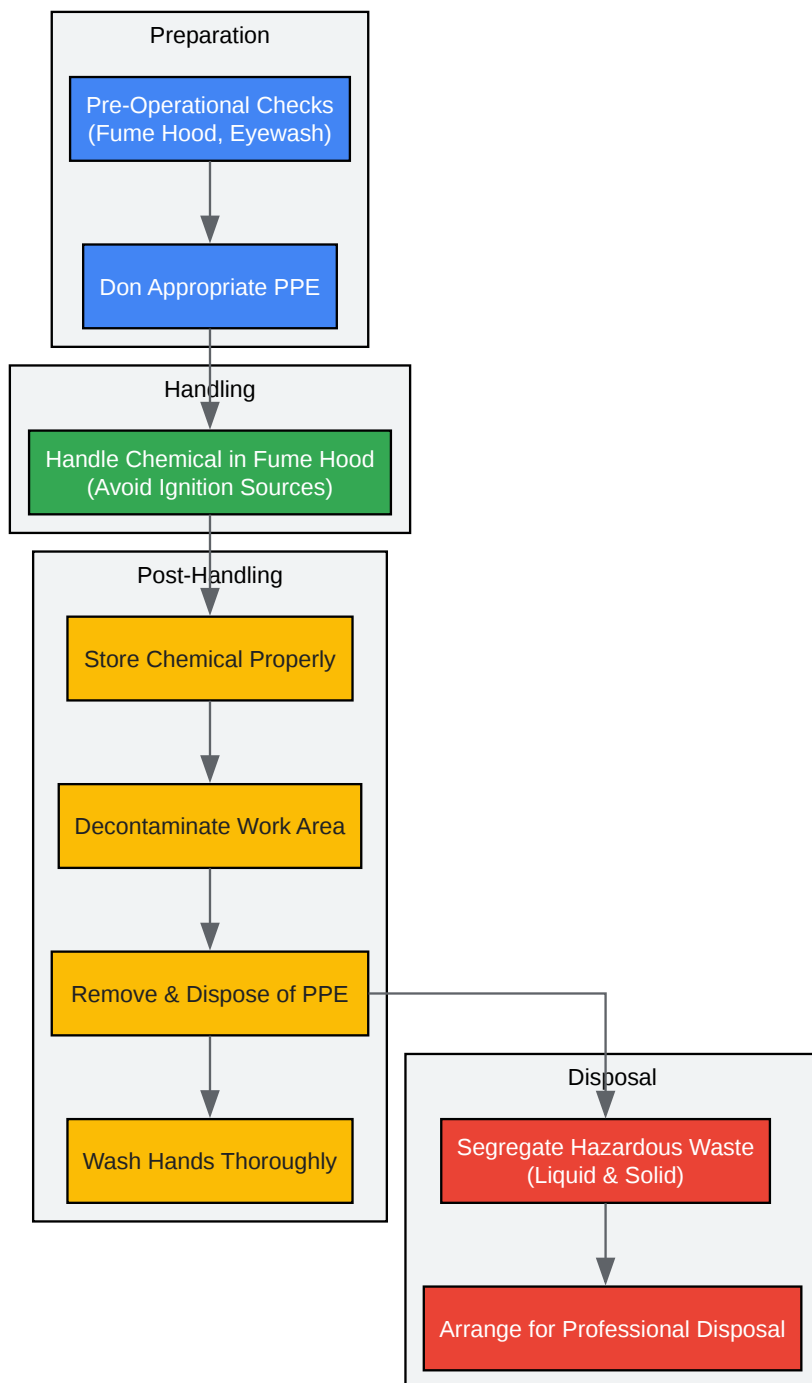 Preparation
Pre-Operational Checks
(Fume Hood, Eyewash)
Don Appropriate PPE
Handling
Handle Chemical in Fume Hood
(Avoid Ignition Sources)
Post-Handling
Store Chemical Properly
Decontaminate Work Area
Remove & Dispose of PPE
Wash Hands Thoroughly
Disposal
Segregate Hazardous Waste
(Liquid & Solid)
Arrange for Professional Disposal